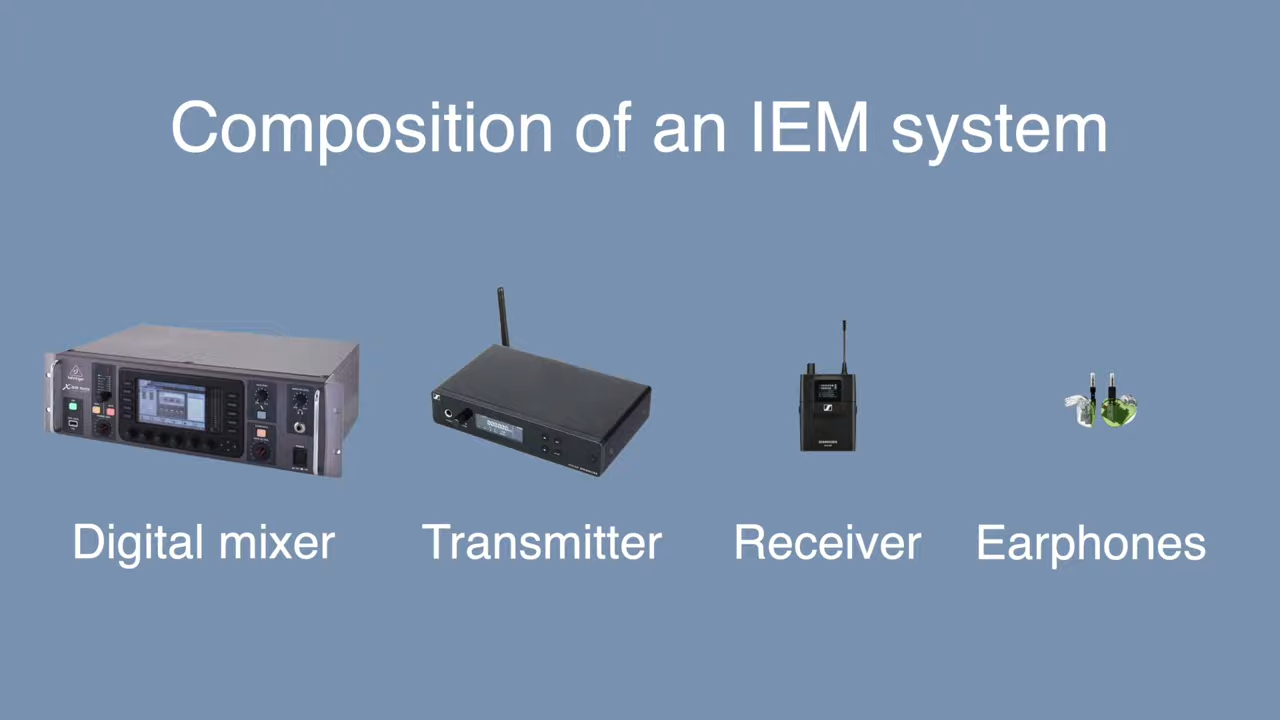 Composition of an IEM system
Digital mixer
Transmitter
Receiver
Earphones